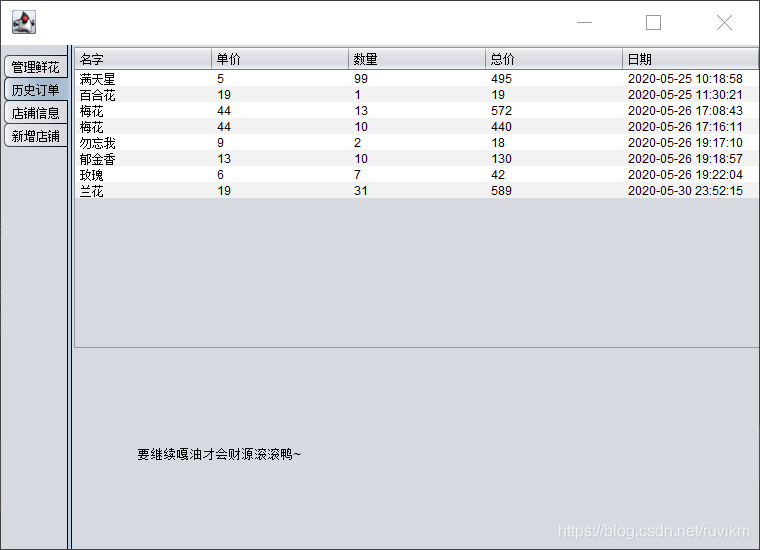 管理鲜花
历史订单
店铺信息
新增店铺
名字 单价 数量 总价 日期
满天星 5 99 495 2020-05-25 10:18:58
百合花 19 1 19 2020-05-25 11:30:21
梅花 44 13 572 2020-05-26 17:08:43
梅花 44 10 440 2020-05-26 17:16:11
勿忘我 9 2 18 2020-05-26 19:17:10
郁金香 13 10 130 2020-05-26 19:18:57
玫瑰 6 7 42 2020-05-26 19:22:04
兰花 19 31 589 2020-05-30 23:52:15
要继续嘎油才会财源滚滚鸭~
https://blog.csdn.net/ruvikm